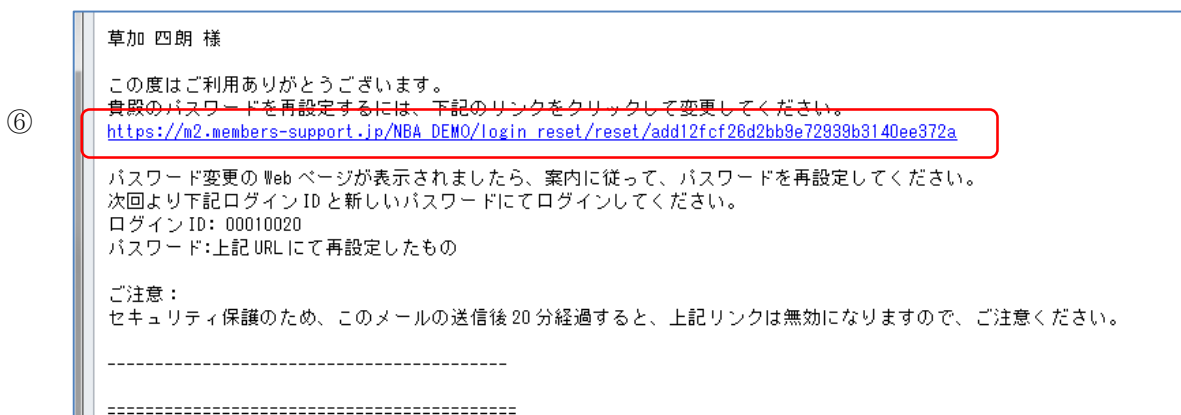 草加 四朗 様
この度はご利用ありがとうございます。
貴殿のパスワードを再設定するには、下記のリンクをクリックして変更してください。
⑥
https://m2.members-support.jp/NBA_DEMO/login_reset/reset/add12fcf26d2bb9e72939b3140ee372a
パスワード変更の Web ページが表示されましたら、案内に従って、パスワードを再設定してください。
次回より下記ログイン ID と新しいパスワードにてログインしてください。
ログイン ID: 00010020
パスワード:上記 URL にて再設定したもの
ご注意：
セキュリティ保護のため、このメールの送信後 20 分経過すると、上記リンクは無効になりますので、ご注意ください。
------------------------------------------
===========================================